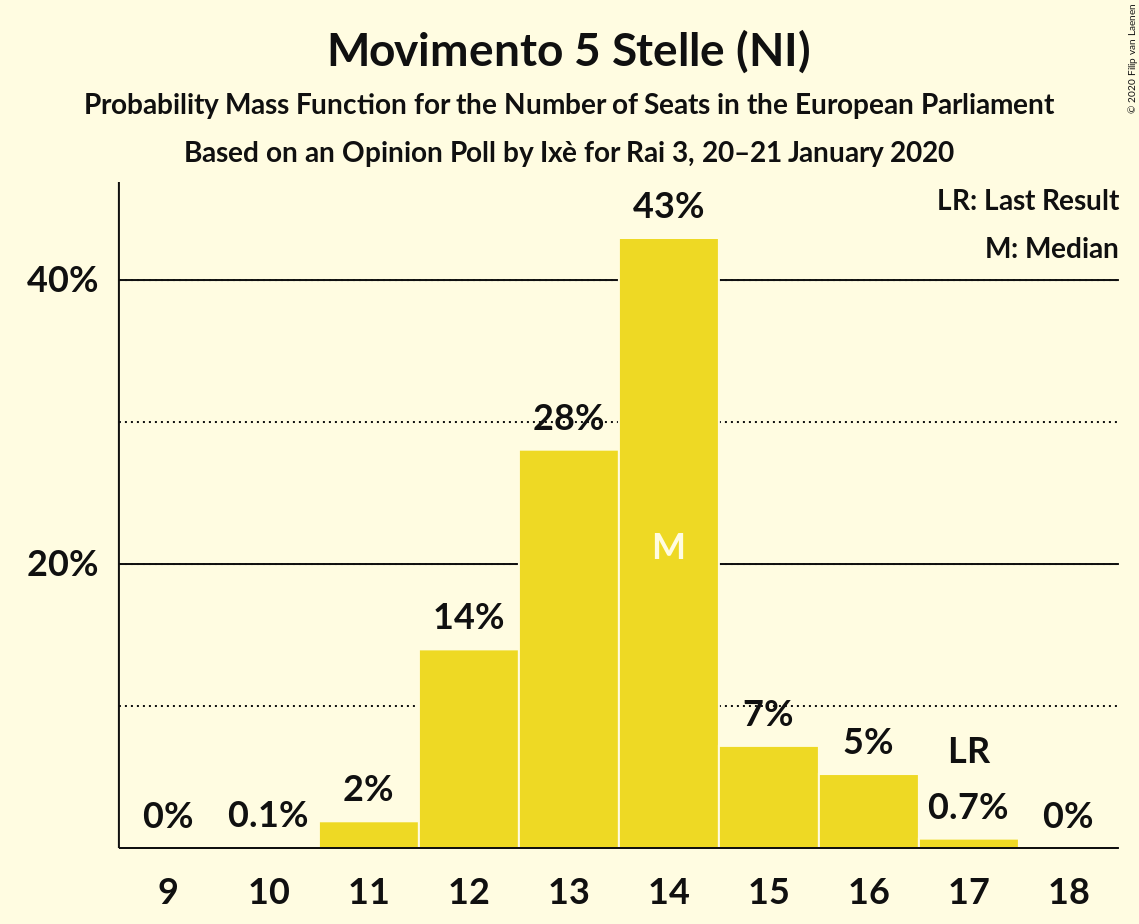 Movimento 5 Stelle (NI)
Probability Mass Function for the Number of Seats in the European Parliament
Based on an Opinion Poll by Ixè for Rai 3, 20–21 January 2020
© 2020 Filip van Laenen
LR: Last Result
M: Median
40%
20%
0%
0.1%
2%
14%
28%
43%
M
7%
5%
LR
0.7%
0%
9 10 11 12 13 14 15 16 17 18